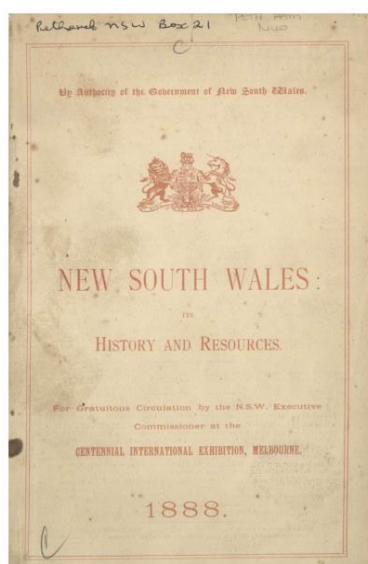 Petherick NSW Box 21
By Authority of the Government of New South Wales.
NEW SOUTH WALES:
ITS
HISTORY AND RESOURCES.
For Gratuitous Circulation by the N.S.W. Executive
Commissioner at the
CENTENNIAL INTERNATIONAL EXHIBITION, MELBOURNE.
1888.